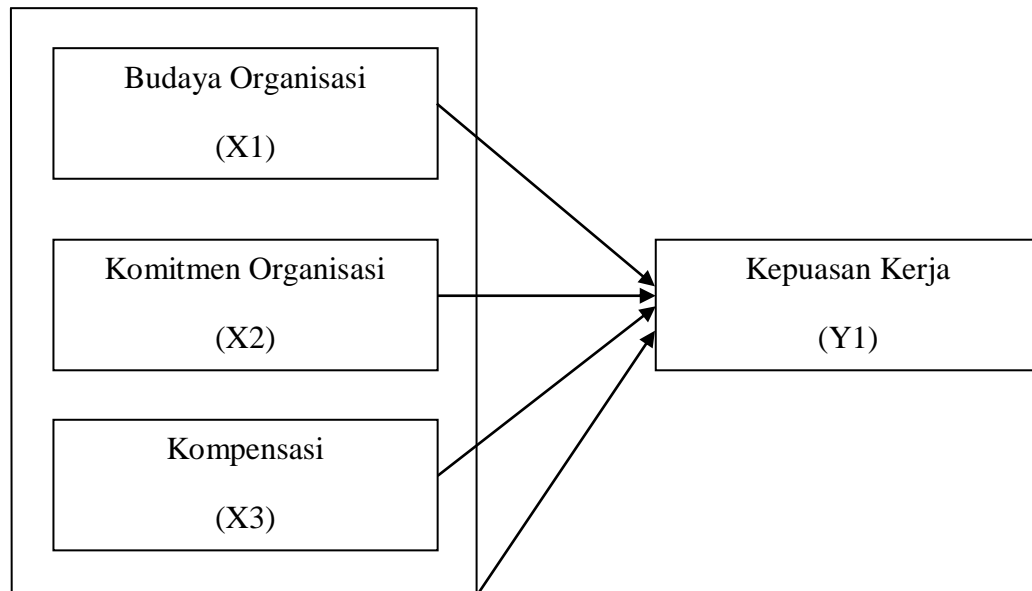 Budaya Organisasi
(X1)
Komitmen Organisasi
(X2)
Kompensasi
(X3)
Kepuasan Kerja
(Y1)